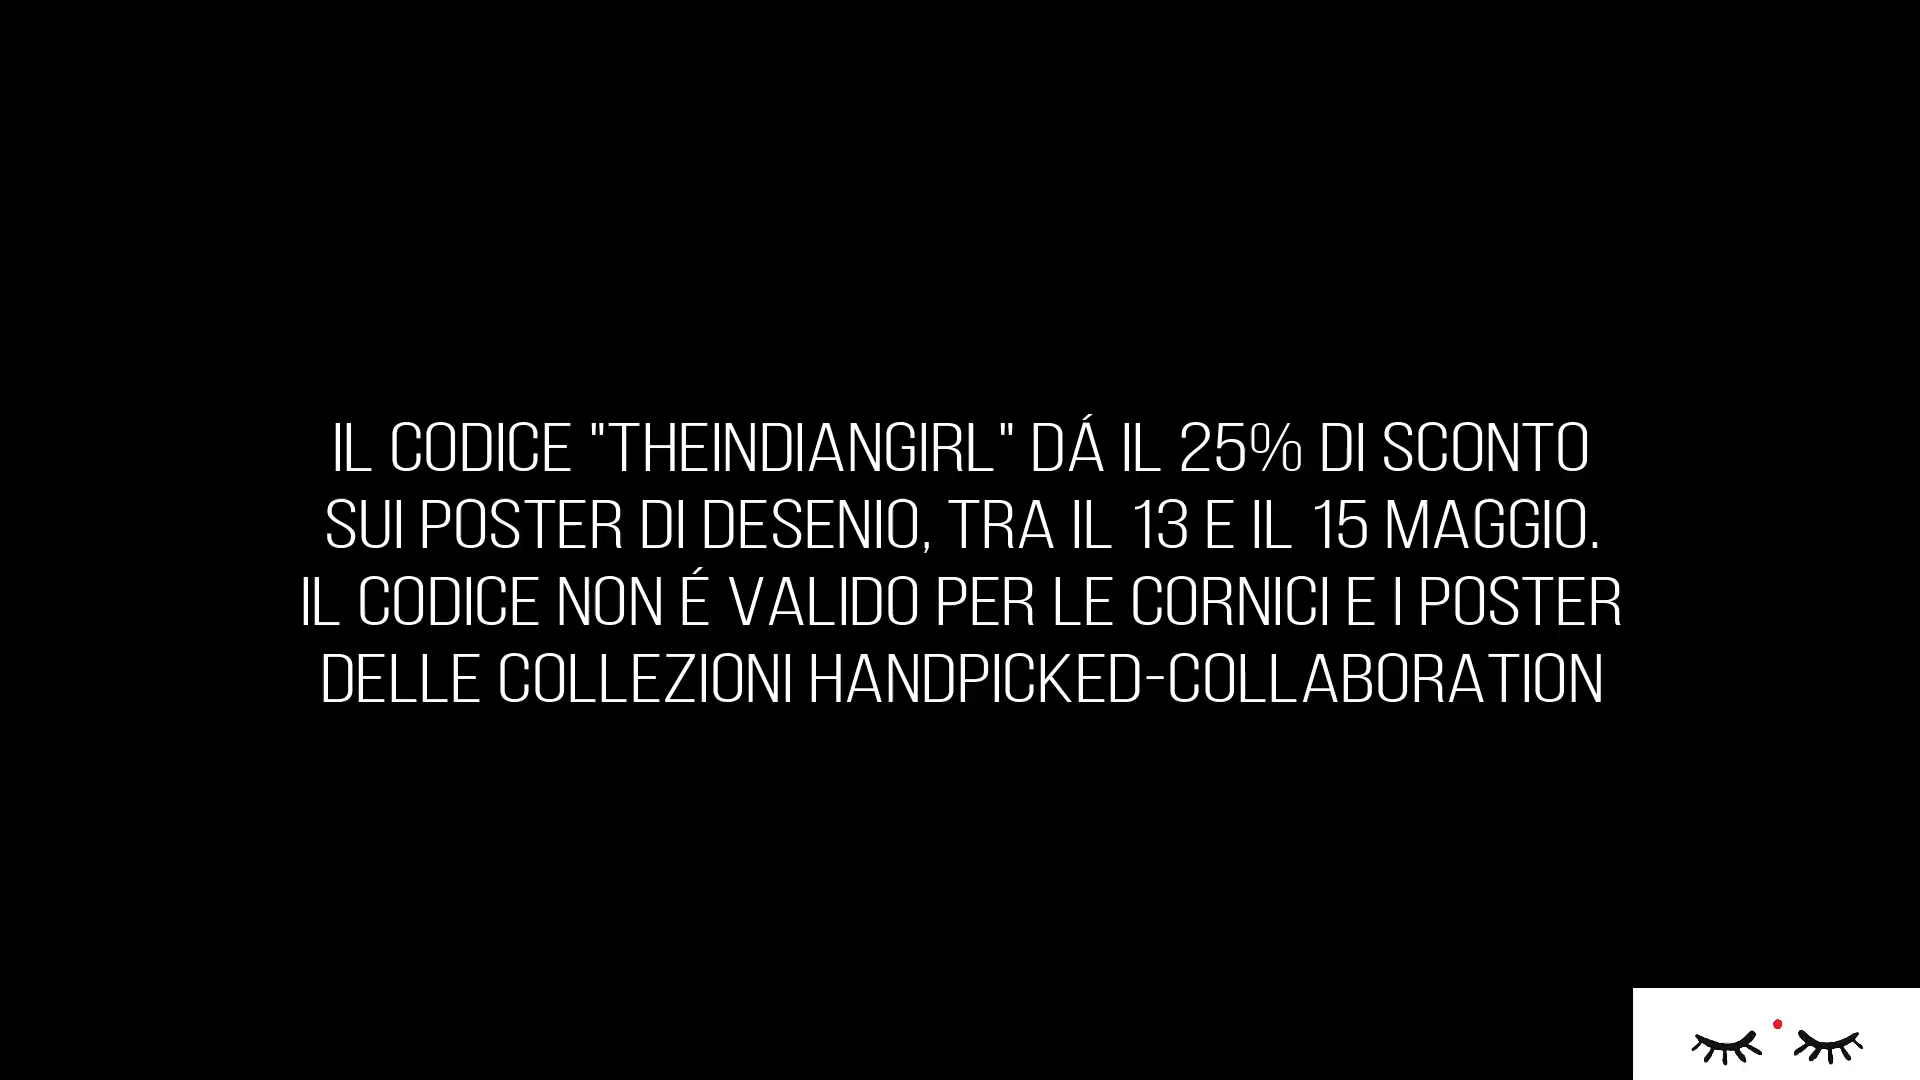 IL CODICE "THEINDIANGIRL" DÁ IL 25% DI SCONTO
SUI POSTER DI DESENIO, TRA IL 13 E IL 15 MAGGIO.
IL CODICE NON É VALIDO PER LE CORNICI E I POSTER
DELLE COLLEZIONI HANDPICKED-COLLABORATION